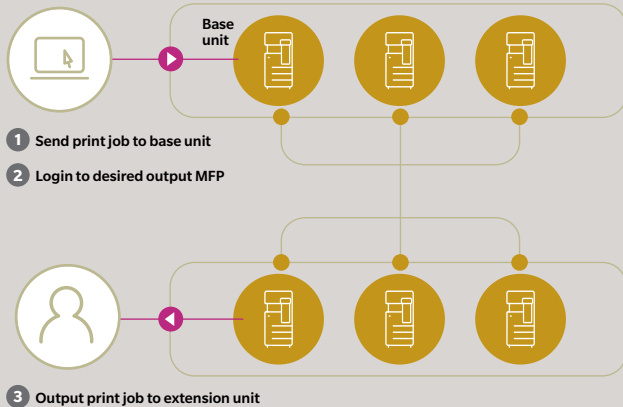 Base
unit
1 Send print job to base unit
2 Login to desired output MFP
3 Output print job to extension unit